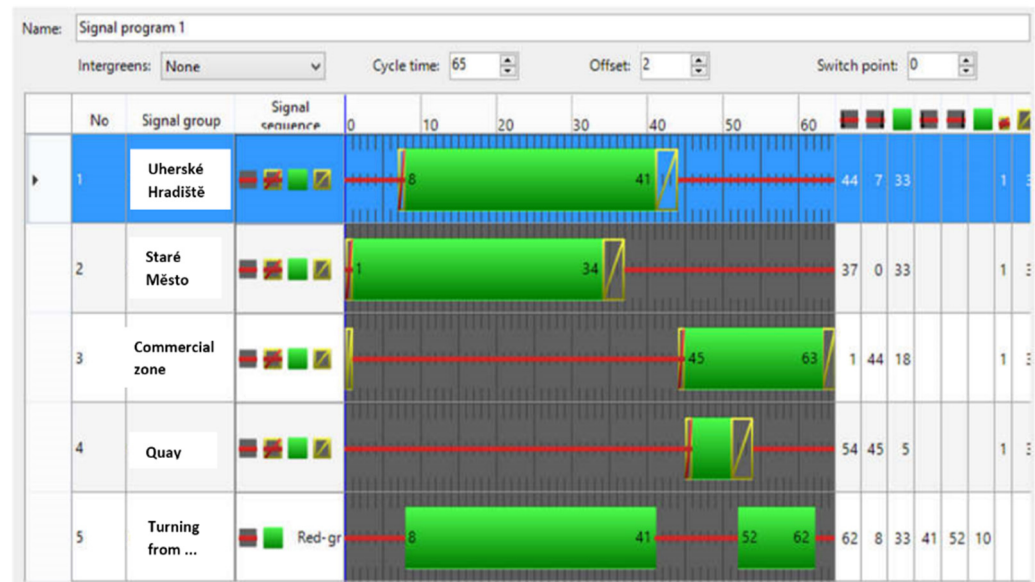 Name: Signal program 1
Intergreens: None Cycle time: 65 Offset: 2 Switch point: 0
No Signal group Signal sequence 0 10 20 30 40 50 60
1 Uherské Hradiště 8 41 44 7 33 1 3
2 Staré Město 1 34 37 0 33 1
3 Commercial zone 45 63 1 44 18 1
4 Quay 54 45 5 1
5 Turning from ... Red-gr 8 41 52 62 62 8 33 41 52 10